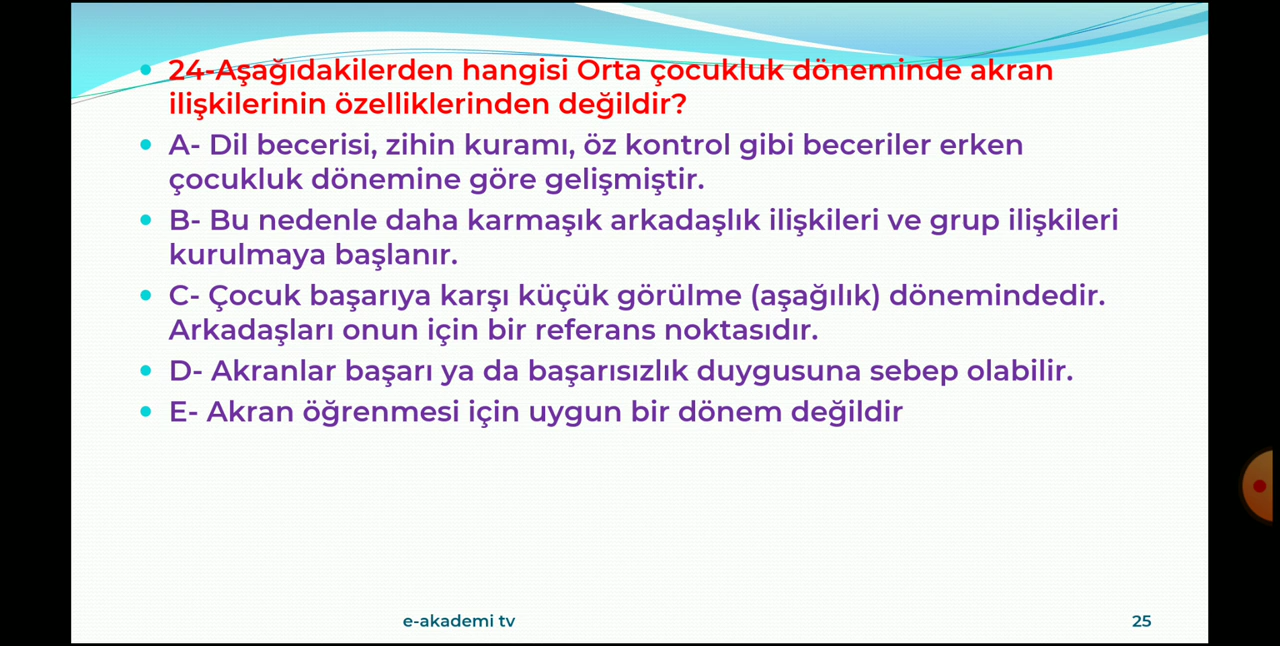 24-Aşağıdakilerden hangisi Orta çocukluk döneminde akran
ilişkilerinin özelliklerinden değildir?
A- Dil becerisi, zihin kuramı, öz kontrol gibi beceriler erken
çocukluk dönemine göre gelişmiştir.
B- Bu nedenle daha karmaşık arkadaşlık ilişkileri ve grup ilişkileri
kurulmaya başlanır.
C- Çocuk başarıya karşı küçük görülme (aşağılık) dönemindedir.
Arkadaşları onun için bir referans noktasıdır.
D- Akranlar başarı ya da başarısızlık duygusuna sebep olabilir.
E- Akran öğrenmesi için uygun bir dönem değildir
e-akademi tv
25